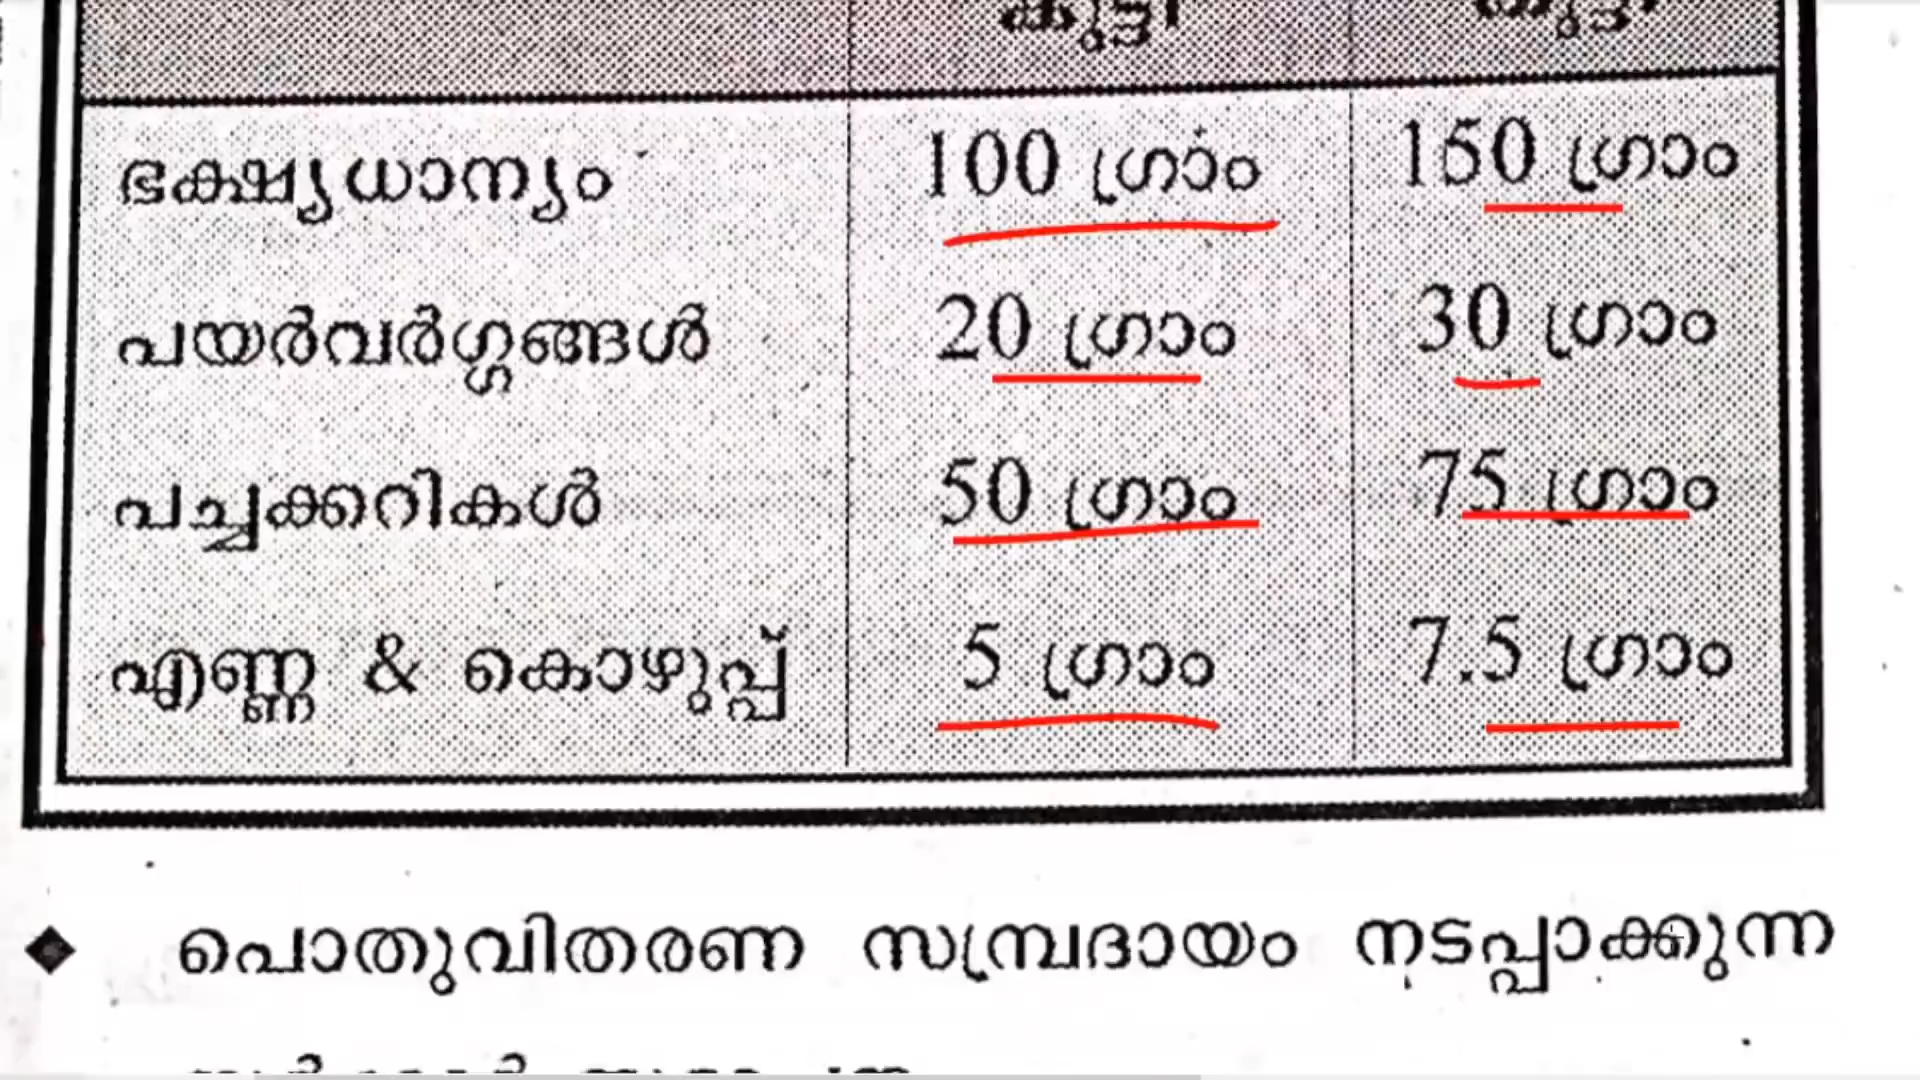 ഭക്ഷ്യധാന്യം 100 ഗ്രാം 150 ഗ്രാം
പയർവർഗ്ഗങ്ങൾ 20 ഗ്രാം 30 ഗ്രാം
പച്ചക്കറികൾ 50 ഗ്രാം 75 ഗ്രാം
എണ്ണ & കൊഴുപ്പ് 5 ഗ്രാം 7.5 ഗ്രാം
◆ പൊതുവിതരണ സമ്പ്രദായം നടപ്പാക്കുന്ന